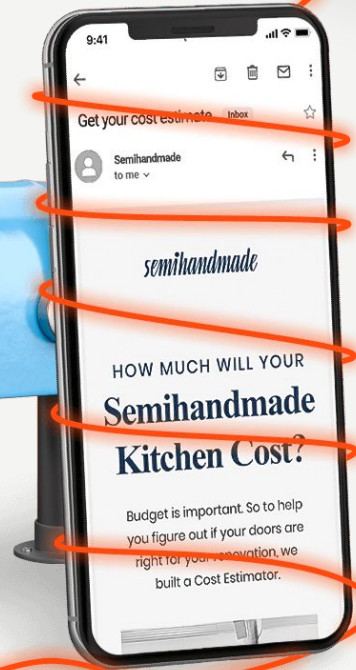 9:41
Get your cost estimate Inbox
Semihandmade
to me
semihandmade
HOW MUCH WILL YOUR
Semihandmade
Kitchen Cost?
Budget is important. So to help
you figure out if your doors are
right for your renovation, we
built a Cost Estimator.